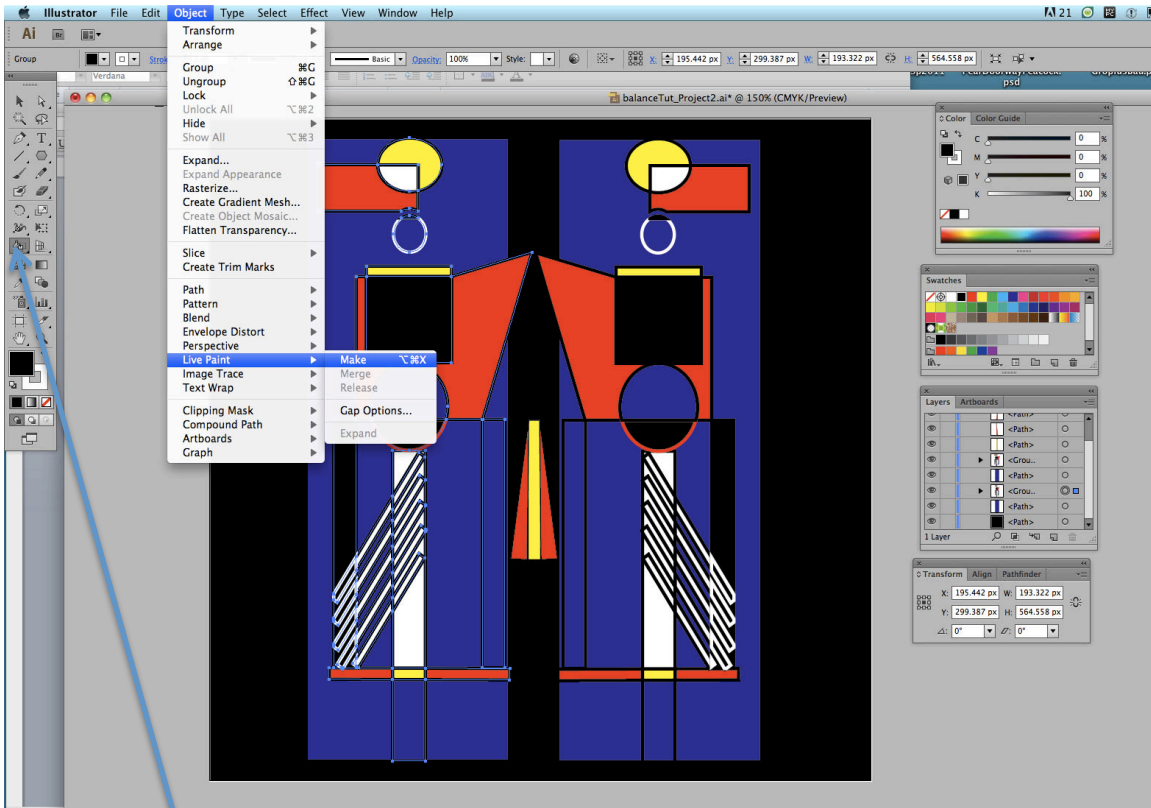 Illustrator File Edit Object Type Select Effect View Window Help
21
Ai Br
Group Basic Opacity: 100% Style: X: 195.442 px Y: 299.387 px W: 193.322 px H: 564.558 px
Verdana
psd
balanceTut_Project2.ai* @ 150% (CMYK/Preview)
Transform
Arrange
Group ⌘G
Ungroup ⇧⌘G
Lock
Unlock All ⌥⌘2
Hide
Show All ⌥⌘3
Expand...
Expand Appearance
Rasterize...
Create Gradient Mesh...
Create Object Mosaic...
Flatten Transparency...
Slice
Create Trim Marks
Path
Pattern
Blend
Envelope Distort
Perspective
Live Paint
Image Trace
Text Wrap
Clipping Mask
Compound Path
Artboards
Graph
Make ⌥⌘X
Merge
Release
Gap Options...
Expand
Color Color Guide
C 0 %
M 0 %
Y 0 %
K 100 %
Swatches
Layers Artboards
<Path>
<Path>
<Path>
<Grou..
<Path>
<Grou..
<Path>
<Path>
1 Layer
Transform Align Pathfinder
X: 195.442 px W: 193.322 px
Y: 299.387 px H: 564.558 px
0° 0°